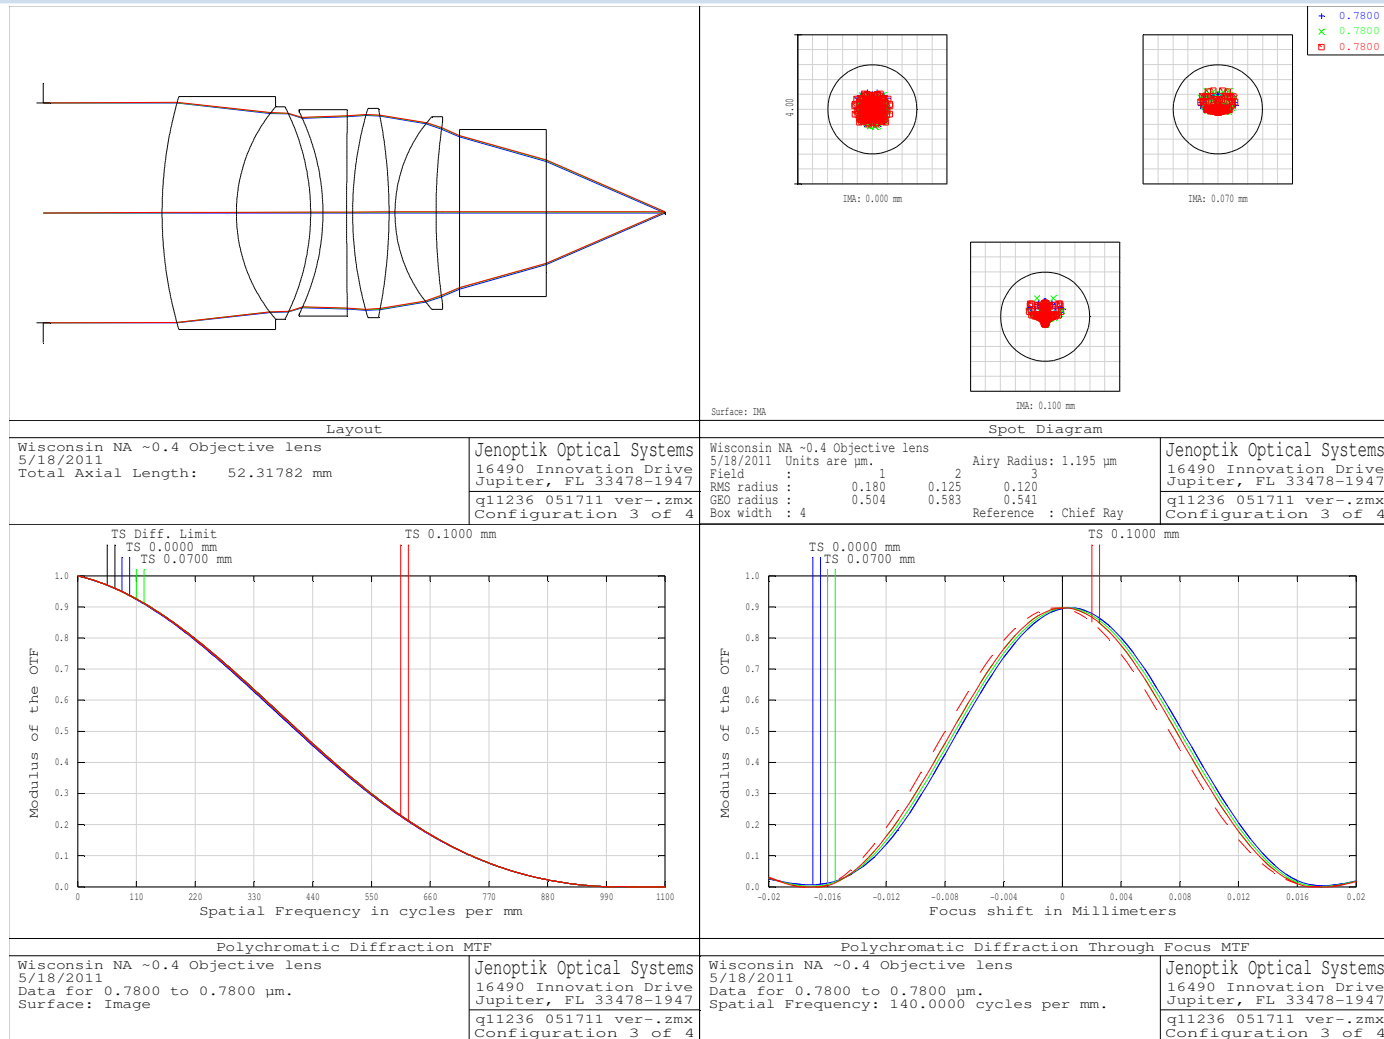 0.7800
0.7800
0.7800
4.00
IMA: 0.000 mm
IMA: 0.070 mm
IMA: 0.100 mm
Surface: IMA
Layout
Wisconsin NA ~0.4 Objective lens
5/18/2011
Total Axial Length: 52.31782 mm
Jenoptik Optical Systems
16490 Innovation Drive
Jupiter, FL 33478-1947
q11236 051711 ver-.zmx
Configuration 3 of 4
Spot Diagram
Wisconsin NA ~0.4 Objective lens
5/18/2011 Units are µm. Airy Radius: 1.195 µm
Field : 1 2 3
RMS radius : 0.180 0.125 0.120
GEO radius : 0.504 0.583 0.541
Box width : 4 Reference : Chief Ray
Jenoptik Optical Systems
16490 Innovation Drive
Jupiter, FL 33478-1947
q11236 051711 ver-.zmx
Configuration 3 of 4
TS Diff. Limit
TS 0.0000 mm
TS 0.0700 mm
TS 0.1000 mm
1.0
0.9
0.8
0.7
0.6
0.5
0.4
0.3
0.2
0.1
0.0
Modulus of the OTF
0 110 220 330 440 550 660 770 880 990 1100
Spatial Frequency in cycles per mm
Polychromatic Diffraction MTF
Wisconsin NA ~0.4 Objective lens
5/18/2011
Data for 0.7800 to 0.7800 µm.
Surface: Image
Jenoptik Optical Systems
16490 Innovation Drive
Jupiter, FL 33478-1947
q11236 051711 ver-.zmx
Configuration 3 of 4
TS 0.0000 mm
TS 0.0700 mm
TS 0.1000 mm
1.0
0.9
0.8
0.7
0.6
0.5
0.4
0.3
0.2
0.1
0.0
Modulus of the OTF
-0.02 -0.016 -0.012 -0.008 -0.004 0 0.004 0.008 0.012 0.016 0.02
Focus shift in Millimeters
Polychromatic Diffraction Through Focus MTF
Wisconsin NA ~0.4 Objective lens
5/18/2011
Data for 0.7800 to 0.7800 µm.
Spatial Frequency: 140.0000 cycles per mm.
Jenoptik Optical Systems
16490 Innovation Drive
Jupiter, FL 33478-1947
q11236 051711 ver-.zmx
Configuration 3 of 4